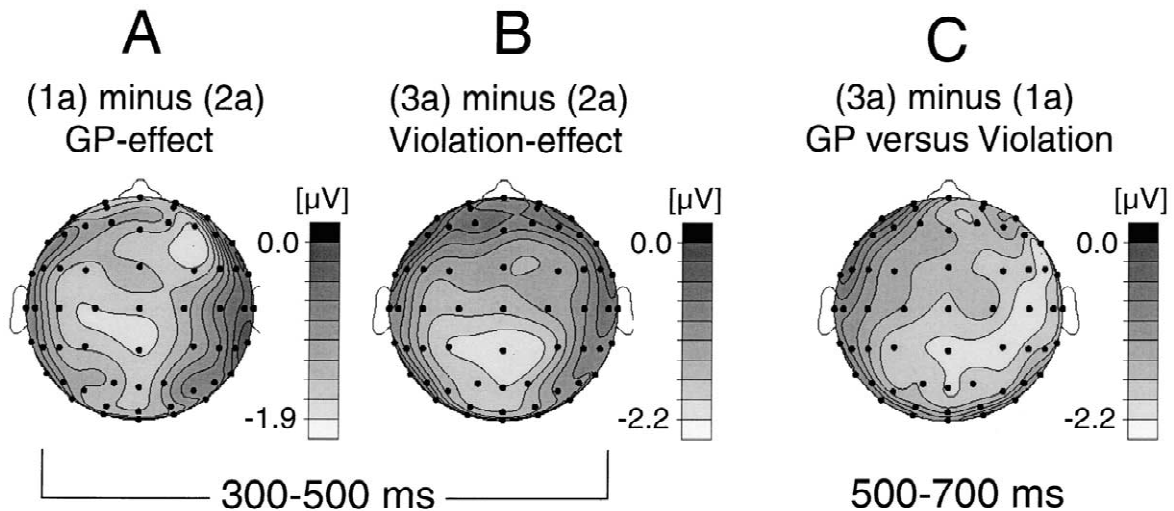 A
B
C
(1a) minus (2a)
GP-effect
(3a) minus (2a)
Violation-effect
(3a) minus (1a)
GP versus Violation
[µV]
0.0
-1.9
[µV]
0.0
-2.2
[µV]
0.0
-2.2
300-500 ms
500-700 ms